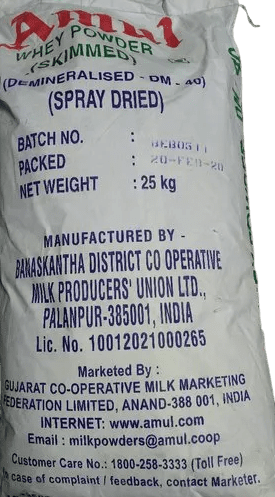 Amul
WHEY POWDER
(SKIMMED)
(DEMINERALISED - DM - 40)
(SPRAY DRIED)
BATCH NO. :
PACKED : 20-FEB-20
NET WEIGHT : 25 kg
MANUFACTURED BY -
BANASKANTHA DISTRICT CO OPERATIVE
MILK PRODUCERS' UNION LTD.,
PALANPUR-385001, INDIA
Lic. No. 10012021000265
Marketed By :
GUJARAT CO-OPERATIVE MILK MARKETING
FEDERATION LIMITED, ANAND-388 001, INDIA
INTERNET: www.amul.com
Email : milkpowders@amul.coop
Customer Care No.: 1800-258-3333 (Toll Free)
In case of complaint / feedback, contact Marketer.